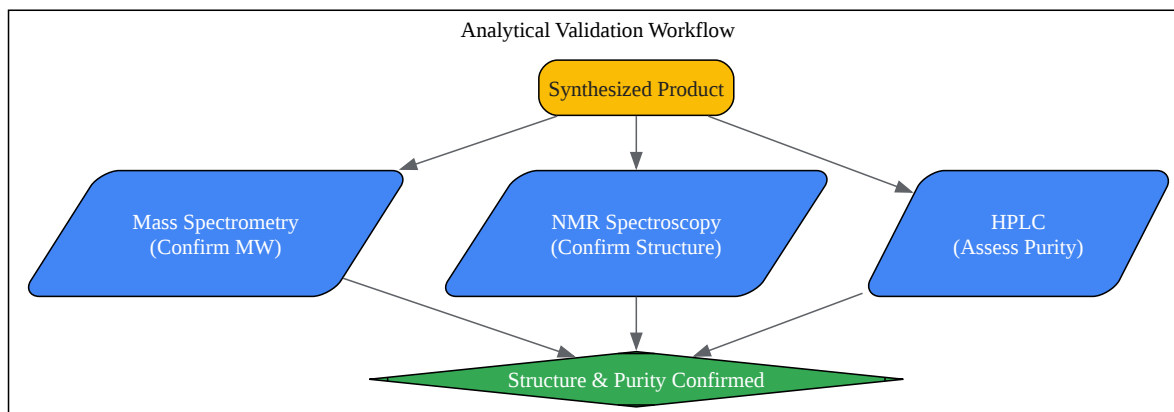 Analytical Validation Workflow
Synthesized Product
Mass Spectrometry
(Confirm MW)
NMR Spectroscopy
(Confirm Structure)
HPLC
(Assess Purity)
Structure & Purity Confirmed